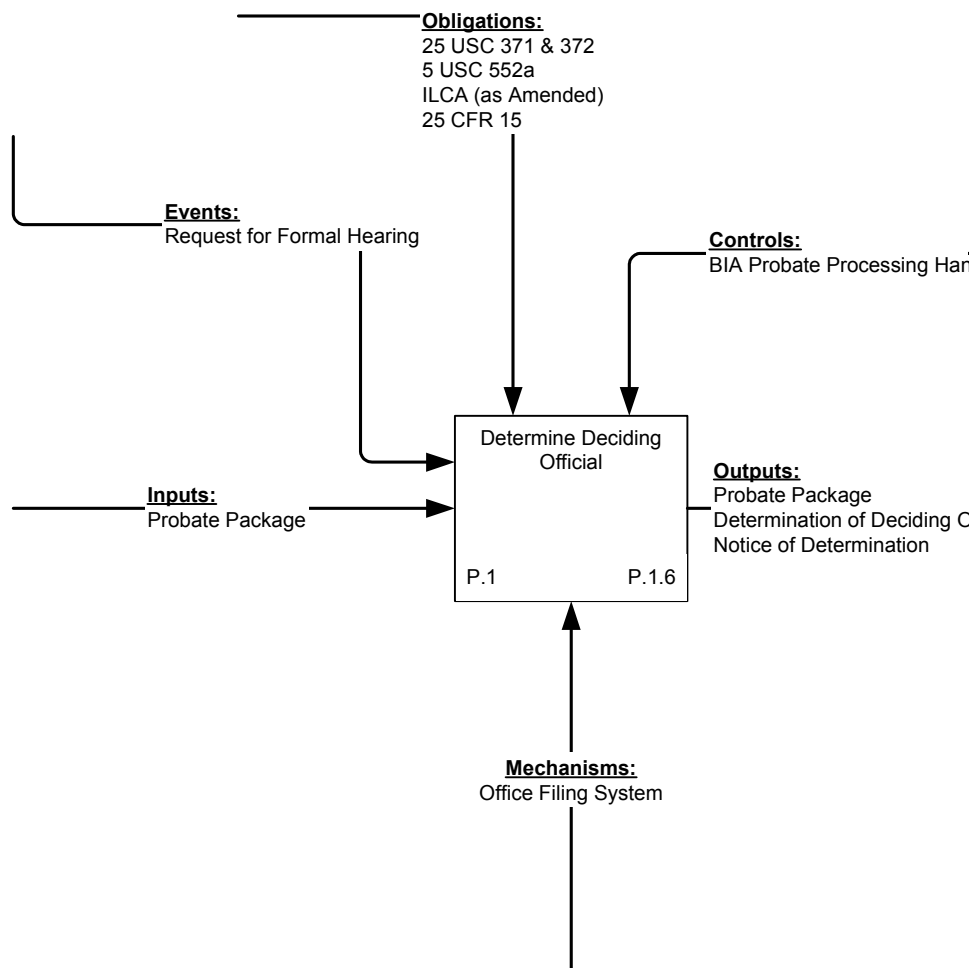 Obligations:
25 USC 371 & 372
5 USC 552a
ILCA (as Amended)
25 CFR 15
Events:
Request for Formal Hearing
Controls:
BIA Probate Processing
Determine Deciding
Official
Inputs:
Probate Package
Outputs:
Probate Package
Determination of Deciding
Notice of Determination
P.1
P.1.6
Mechanisms:
Office Filing System